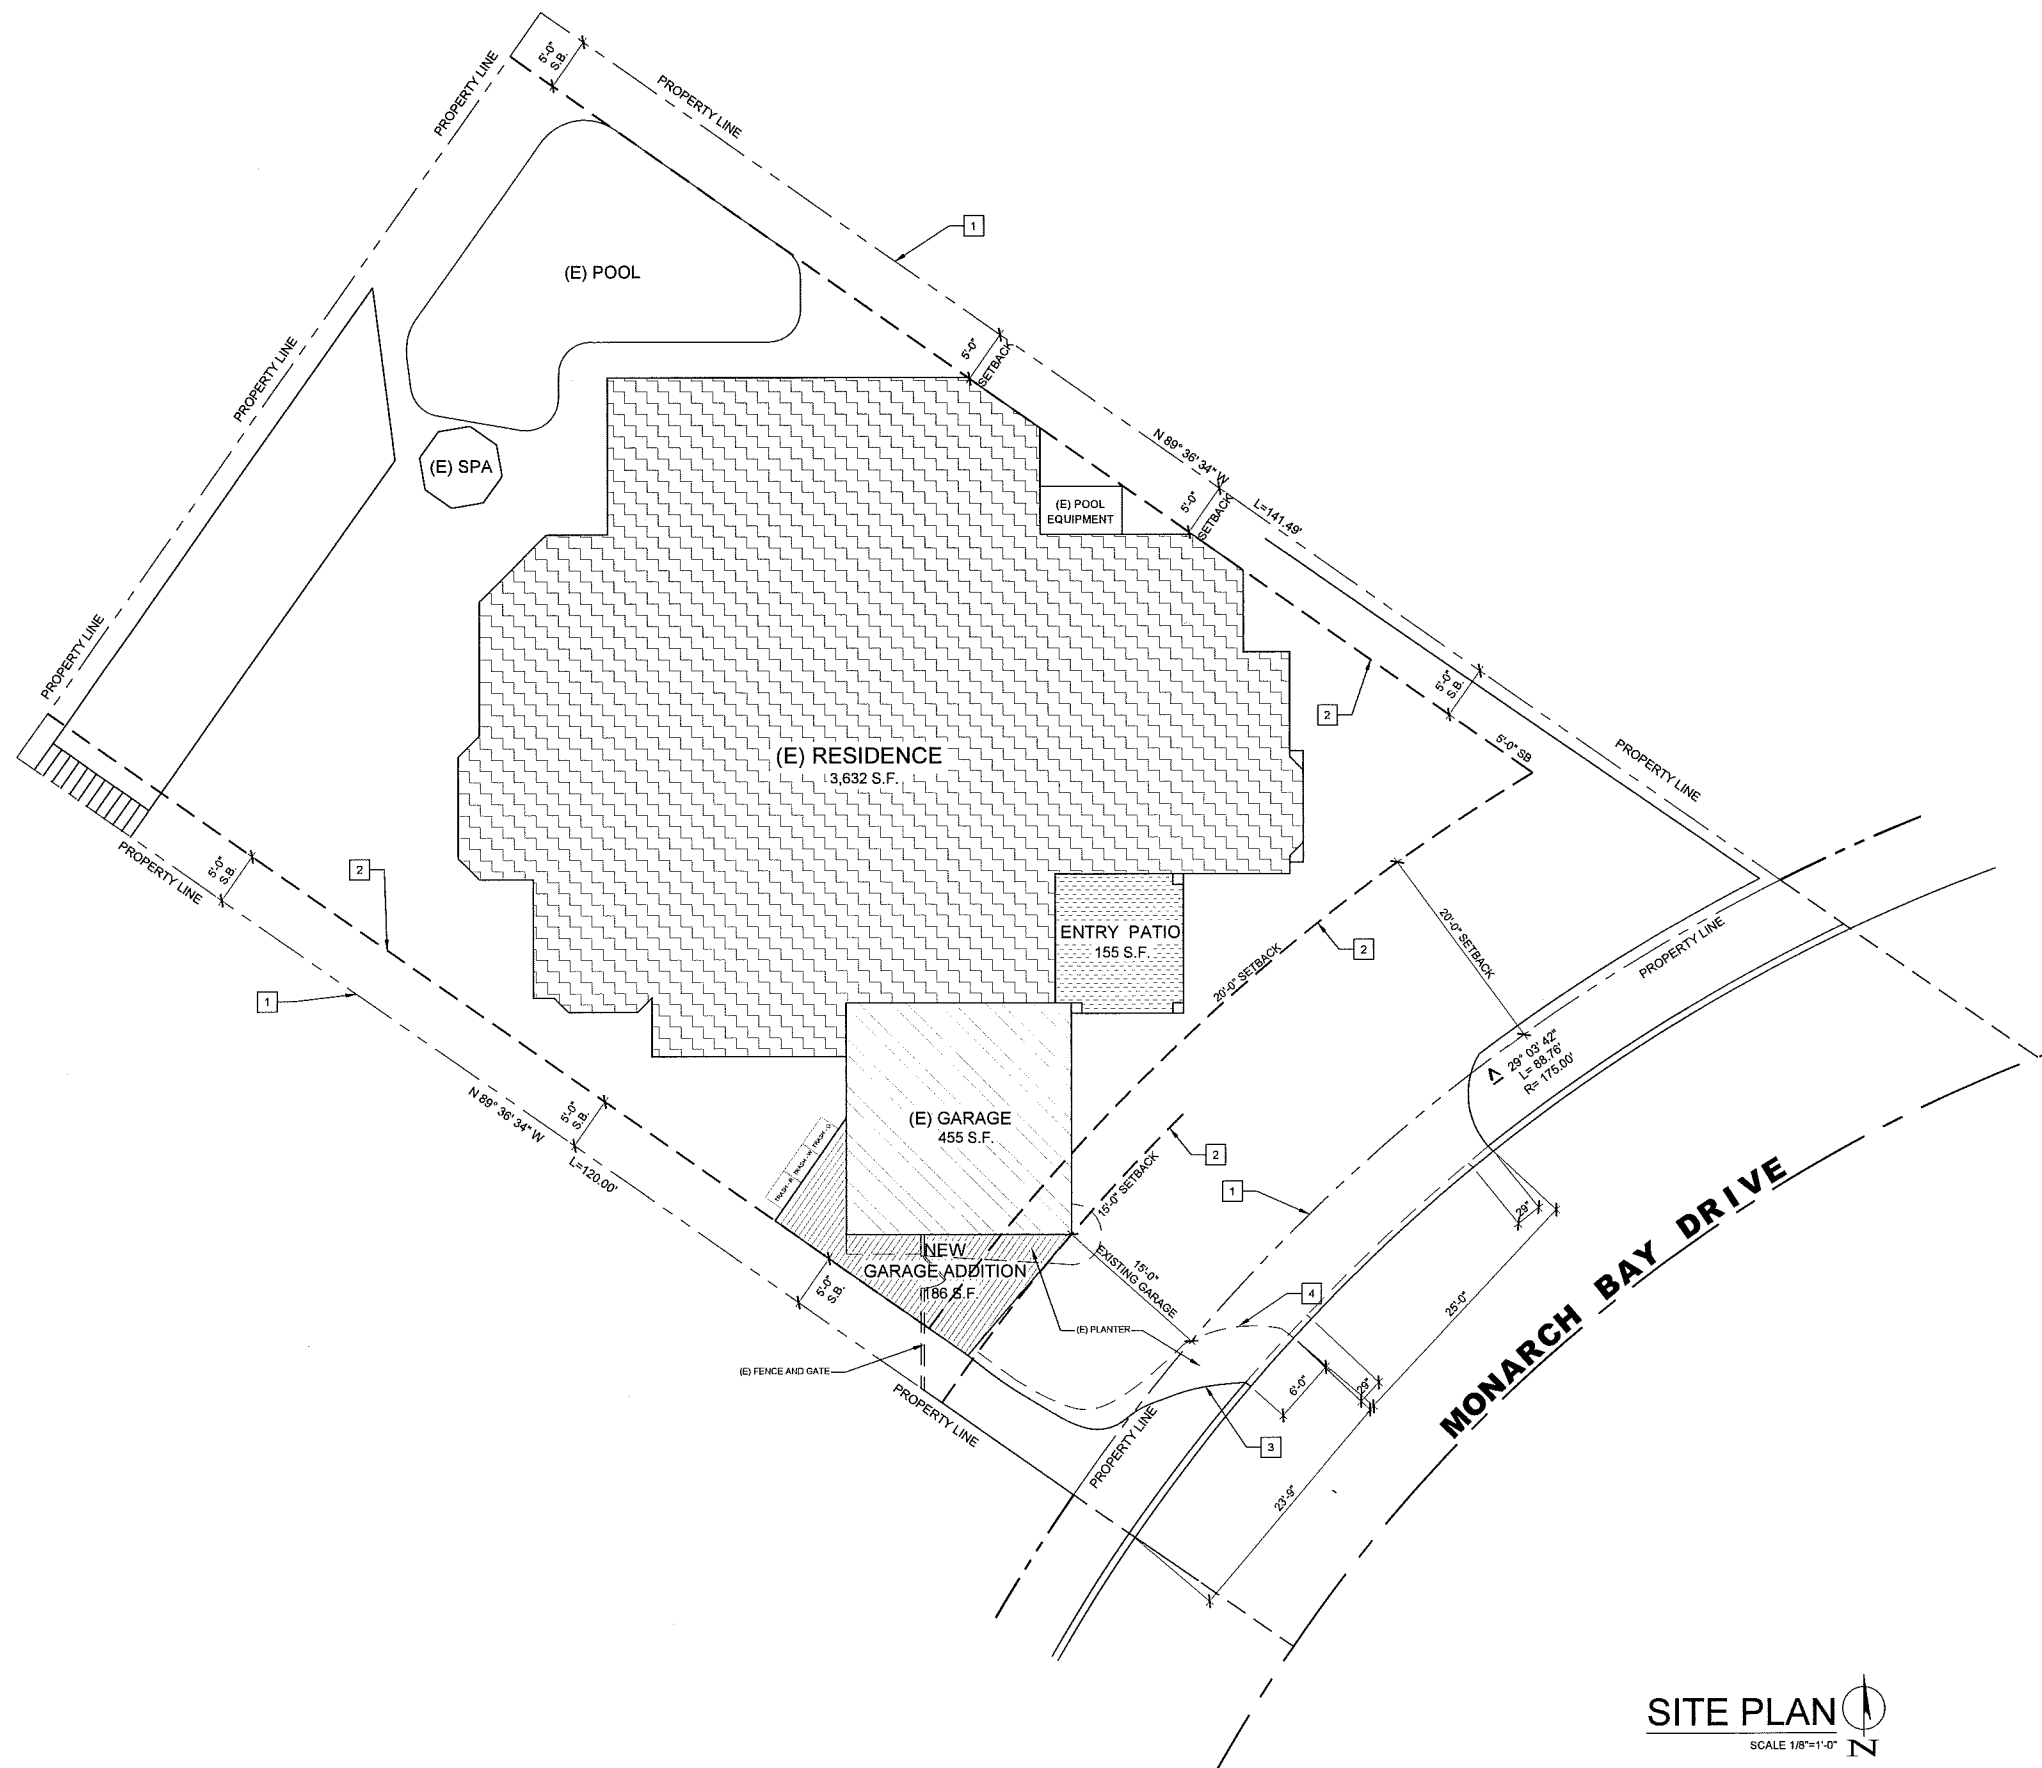 5'-0"
S.B.
PROPERTY LINE
PROPERTY LINE
1
(E) POOL
5'-0"
SETBACK
PROPERTY LINE
(E) SPA
N 89° 36' 34" W
5'-0"
SETBACK
L=141.49'
(E) POOL
EQUIPMENT
PROPERTY LINE
5'-0"
S.B.
2
5'-0" SB
PROPERTY LINE
(E) RESIDENCE
3,632 S.F.
PROPERTY LINE
5'-0"
S.B.
2
20'-0" SETBACK
ENTRY PATIO
155 S.F.
2
PROPERTY LINE
20'-0" SETBACK
1
29° 03' 42"
L= 88.76'
R= 175.00'
N 89° 36' 34" W
5'-0"
S.B.
L=120.00'
(E) GARAGE
455 S.F.
TRASH - R
TRASH - W
TRASH - G
2
15'-0" SETBACK
1
29"
MONARCH BAY DRIVE
NEW
GARAGE ADDITION
186 S.F.
5'-0"
S.B.
15'-0"
EXISTING GARAGE
4
25'-0"
(E) PLANTER
(E) FENCE AND GATE
6'-0"
29"
PROPERTY LINE
PROPERTY LINE
3
23'-9"
SITE PLAN
SCALE 1/8"=1'-0"
N